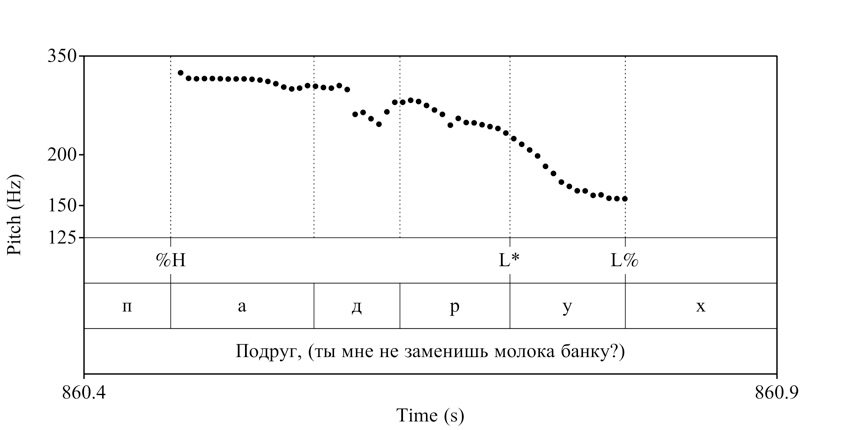 350
200
150
125
Pitch (Hz)
%H L* L%
п а д р у х
Подруг, (ты мне не заменишь молока банку?)
860.4 860.9
Time (s)